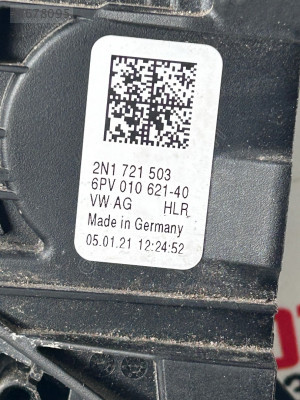 2N1 721 503
6PV 010 621-40
VW AG HLR
Made in Germany
05.01.21 12:24:52